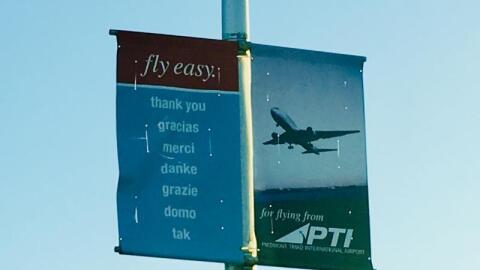 fly easy.
thank you
gracias
merci
danke
grazie
domo
tak
for flying from
PTI
PIEDMONT TRIAD INTERNATIONAL AIRPORT